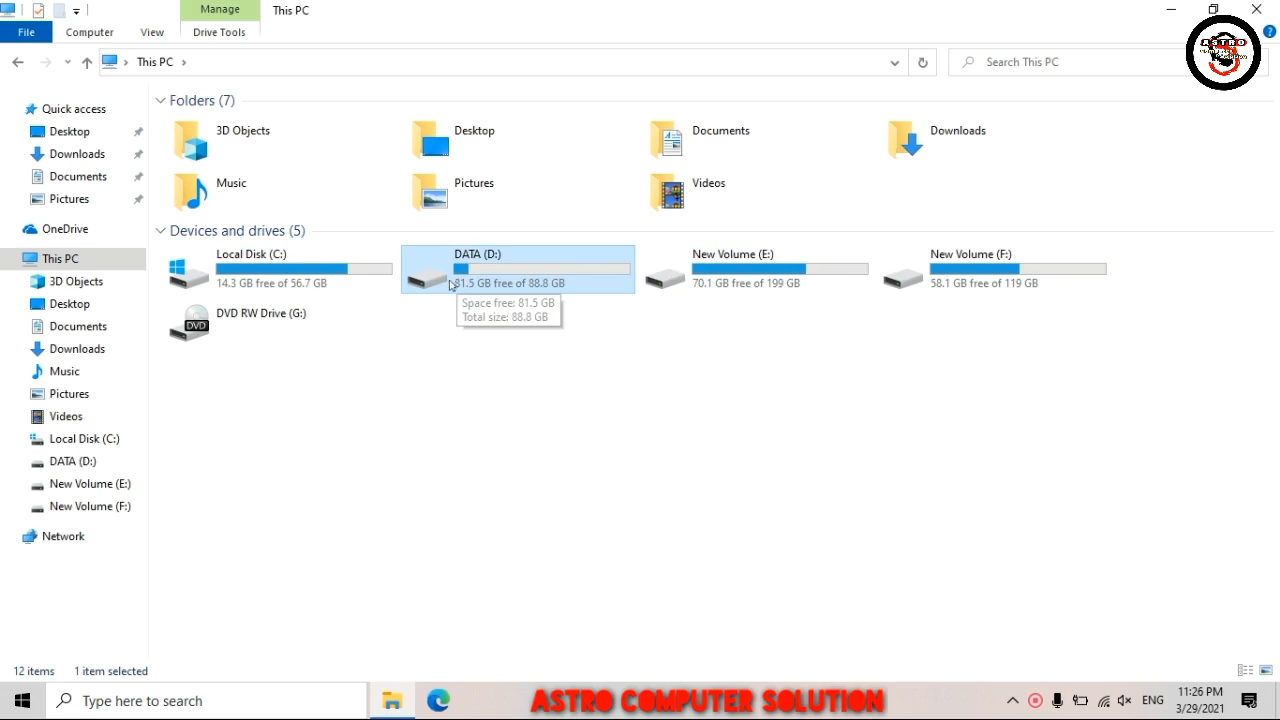 Manage
This PC
File
Computer
View
Drive Tools
This PC
Search This PC
ASTRO
Quick access
Desktop
Downloads
Documents
Pictures
OneDrive
This PC
3D Objects
Desktop
Documents
Downloads
Music
Pictures
Videos
Local Disk (C:)
DATA (D:)
New Volume (E:)
New Volume (F:)
Network
Folders (7)
3D Objects
Desktop
Documents
Downloads
Music
Pictures
Videos
Devices and drives (5)
Local Disk (C:)
14.3 GB free of 56.7 GB
DATA (D:)
81.5 GB free of 88.8 GB
New Volume (E:)
70.1 GB free of 199 GB
New Volume (F:)
58.1 GB free of 119 GB
Space free: 81.5 GB
Total size: 88.8 GB
DVD
DVD RW Drive (G:)
12 items
1 item selected
Type here to search
ASTRO COMPUTER SOLUTION
ENG
11:26 PM
3/29/2021